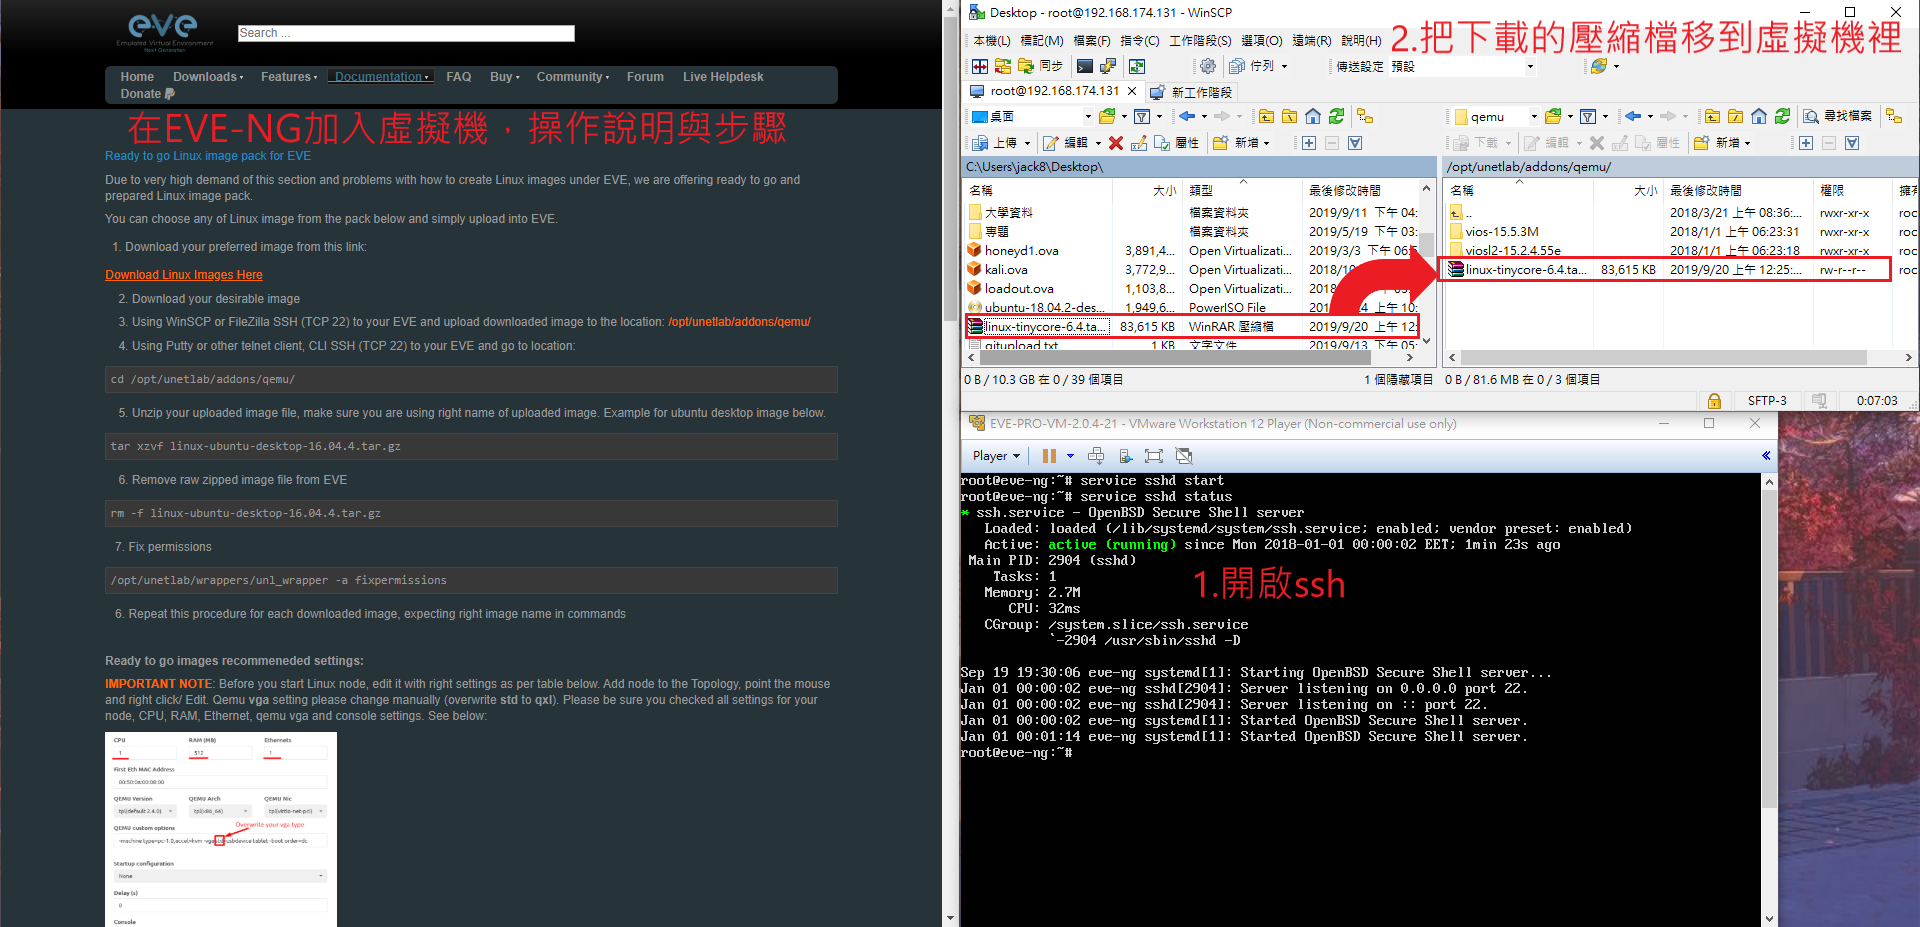 eve
Emulated Virtual Environment
Next Generation
Search ...
Home Downloads Features Documentation FAQ Buy Community Forum Live Helpdesk
Donate
在EVE-NG加入虛擬機，操作說明與步驟
Ready to go Linux image pack for EVE
Due to very high demand of this section and problems with how to create Linux images under EVE, we are offering ready to go and
prepared Linux image pack.
You can choose any of Linux image from the pack below and simply upload into EVE.
1. Download your preferred image from this link:
Download Linux Images Here
2. Download your desirable image
3. Using WinSCP or FileZilla SSH (TCP 22) to your EVE and upload downloaded image to the location: /opt/unetlab/addons/qemu/
4. Using Putty or other telnet client, CLI SSH (TCP 22) to your EVE and go to location:
cd /opt/unetlab/addons/qemu/
5. Unzip your uploaded image file, make sure you are using right name of uploaded image. Example for ubuntu desktop image below.
tar xzvf linux-ubuntu-desktop-16.04.4.tar.gz
6. Remove raw zipped image file from EVE
rm -f linux-ubuntu-desktop-16.04.4.tar.gz
7. Fix permissions
/opt/unetlab/wrappers/unl_wrapper -a fixpermissions
6. Repeat this procedure for each downloaded image, expecting right image name in commands
Ready to go images recommeneded settings:
IMPORTANT NOTE: Before you start Linux node, edit it with right settings as per table below. Add node to the Topology, point the mouse
and right click/ Edit. Qemu vga setting please change manually (overwrite std to qxl). Please be sure you checked all settings for your
node, CPU, RAM, Ethernet, qemu vga and console settings. See below:
CPU RAM (MB) Ethernets
1 512 1
First Eth MAC Address
00:50:0a:00:08:00
QEMU Version QEMU Arch QEMU Nic
tpl(default 2.4.0) tpl(x86_64) tpl(virtio-net-pci)
Overwrite your vga type
QEMU custom options
-machine type=pc-1.0,accel=kvm -vga std -usbdevice tablet -boot order=dc
Startup configuration
None
Delay (s)
0
Console
Desktop - root@192.168.174.131 - WinSCP
本機(L) 標記(M) 檔案(F) 指令(C) 工作階段(S) 選項(O) 遠端(R) 說明(H)
2.把下載的壓縮檔移到虛擬機裡
同步 佇列 傳送設定 預設
root@192.168.174.131 新工作階段
桌面 qemu 尋找檔案
上傳 編輯 屬性 新增 下載 編輯 屬性 新增
C:\Users\jack8\Desktop\ /opt/unetlab/addons/qemu/
名稱 大小 類型 最後修改時間
大學資料 檔案資料夾 2019/9/11 下午 04:
專題 檔案資料夾 2019/5/19 下午 03:
honeyd1.ova 3,891,4... Open Virtualizati... 2019/3/3 下午 06:5
kali.ova 3,772,9... Open Virtualizati... 2018/10
loadout.ova 1,103,8... Open Virtualizati... 2018/
ubuntu-18.04.2-des... 1,949,6... PowerISO File 201 24 上午 10:
linux-tinycore-6.4.ta... 83,615 KB WinRAR 壓縮檔 2019/9/20 上午 12:
gitupload.txt 1 KB 文字文件 2019/9/13 下午 05:
名稱 大小 最後修改時間 權限 擁有
.. 2018/3/21 上午 08:36:... rwxr-xr-x roo
vios-15.5.3M 2018/1/1 上午 06:23:31 rwxr-xr-x roo
viosl2-15.2.4.55e 2018/1/1 上午 06:23:18 rwxr-xr-x roo
linux-tinycore-6.4.ta... 83,615 KB 2019/9/20 上午 12:25:... rw-r--r-- roo
0 B / 10.3 GB 在 0 / 39 個項目 1 個隱藏項目 0 B / 81.6 MB 在 0 / 3 個項目
SFTP-3 0:07:03
EVE-PRO-VM-2.0.4-21 - VMware Workstation 12 Player (Non-commercial use only)
Player
root@eve-ng:~# service sshd start
root@eve-ng:~# service sshd status
* ssh.service - OpenBSD Secure Shell server
Loaded: loaded (/lib/systemd/system/ssh.service; enabled; vendor preset: enabled)
Active: active (running) since Mon 2018-01-01 00:00:02 EET; 1min 23s ago
Main PID: 2904 (sshd)
Tasks: 1
Memory: 2.7M
CPU: 32ms
CGroup: /system.slice/ssh.service
`-2904 /usr/sbin/sshd -D
1.開啟ssh
Sep 19 19:30:06 eve-ng systemd[1]: Starting OpenBSD Secure Shell server...
Jan 01 00:00:02 eve-ng sshd[2904]: Server listening on 0.0.0.0 port 22.
Jan 01 00:00:02 eve-ng sshd[2904]: Server listening on :: port 22.
Jan 01 00:00:02 eve-ng systemd[1]: Started OpenBSD Secure Shell server.
Jan 01 00:01:14 eve-ng systemd[1]: Started OpenBSD Secure Shell server.
root@eve-ng:~#